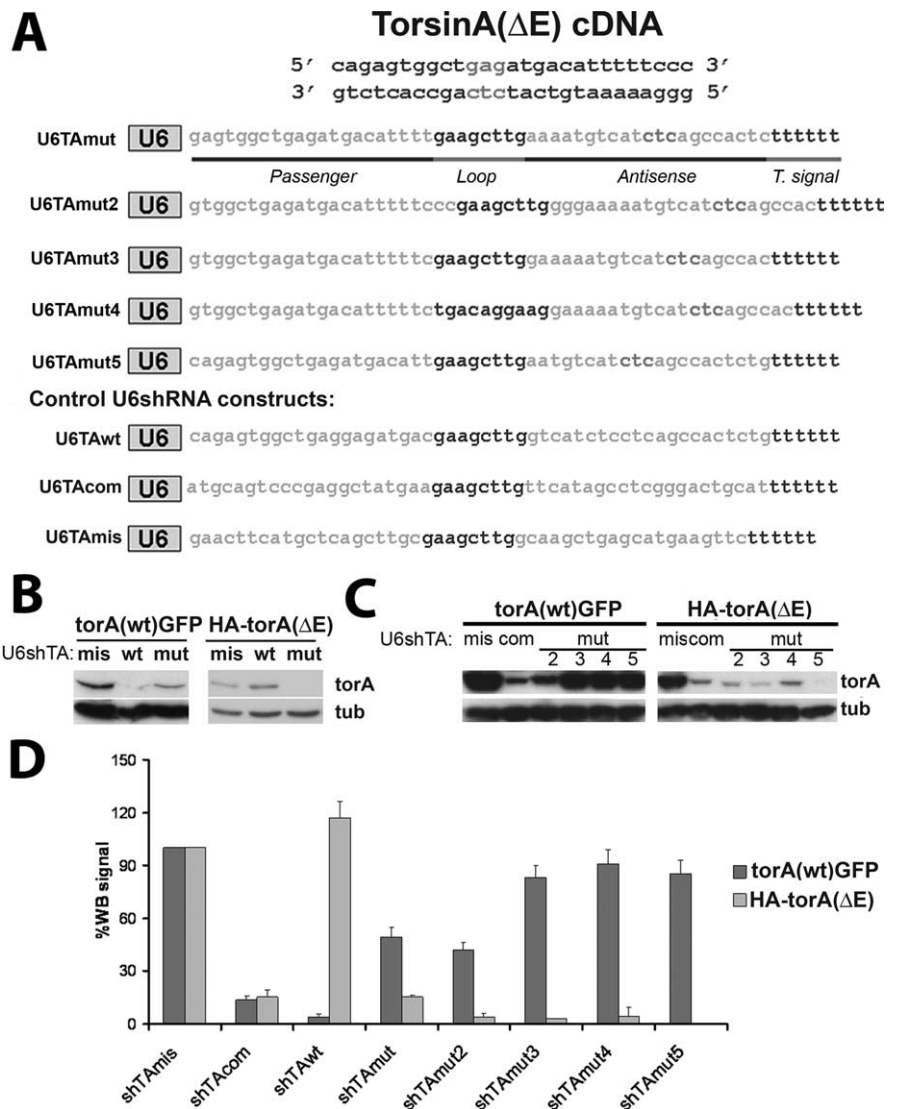 A
TorsinA(ΔE) cDNA
5′ cagagtggctgagatgacatttttccc 3′
3′ gtctcaccgactctactgtaaaaaggg 5′
U6TAmut U6 gagtggctgagatgacattttgaagcttgaaaatgtcatctcagccactctttttt
Passenger Loop Antisense T. signal
U6TAmut2 U6 gtggctgagatgacatttttcccgaagcttggggaaaaatgtcatctcagccactttttt
U6TAmut3 U6 gtggctgagatgacatttttcgaagcttggaaaaatgtcatctcagccactttttt
U6TAmut4 U6 gtggctgagatgacatttttctgacaggaaggaaaaatgtcatctcagccactttttt
U6TAmut5 U6 cagagtggctgagatgacattgaagcttgaatgtcatctcagccactctgtttttt
Control U6shRNA constructs:
U6TAwt U6 cagagtggctgaggagatgacgaagcttggtcatctcctcagccactctgtttttt
U6TAcom U6 atgcagtcccgaggctatgaagaagcttgttcatagcctcgggactgcattttttt
U6TAmis U6 gaacttcatgctcagcttgcgaagcttggcaagctgagcatgaagttctttttt
B
torA(wt)GFP HA-torA(ΔE)
U6shTA: mis wt mut mis wt mut
torA
tub
C
torA(wt)GFP HA-torA(ΔE)
U6shTA: mis com mut miscom mut
2 3 4 5 2 3 4 5
torA
tub
D
150
120
90
60
30
0
%WB signal
torA(wt)GFP
HA-torA(ΔE)
shTAmis shTAcom shTAwt shTAmut shTAmut2 shTAmut3 shTAmut4 shTAmut5